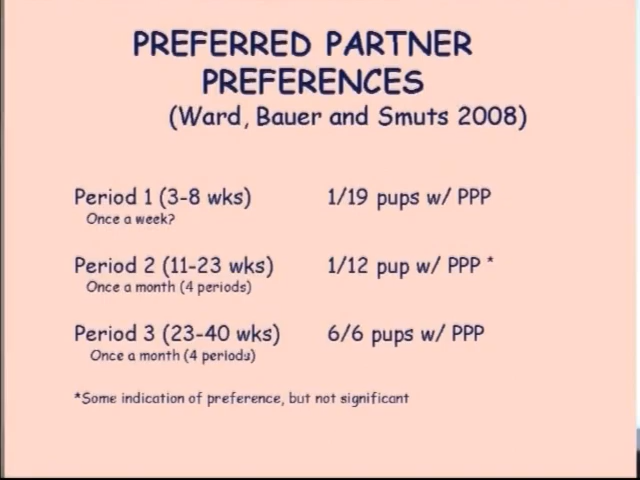 PREFERRED PARTNER
PREFERENCES
(Ward, Bauer and Smuts 2008)
Period 1 (3-8 wks) 1/19 pups w/ PPP
Once a week?
Period 2 (11-23 wks) 1/12 pup w/ PPP *
Once a month (4 periods)
Period 3 (23-40 wks) 6/6 pups w/ PPP
Once a month (4 periods)
*Some indication of preference, but not significant